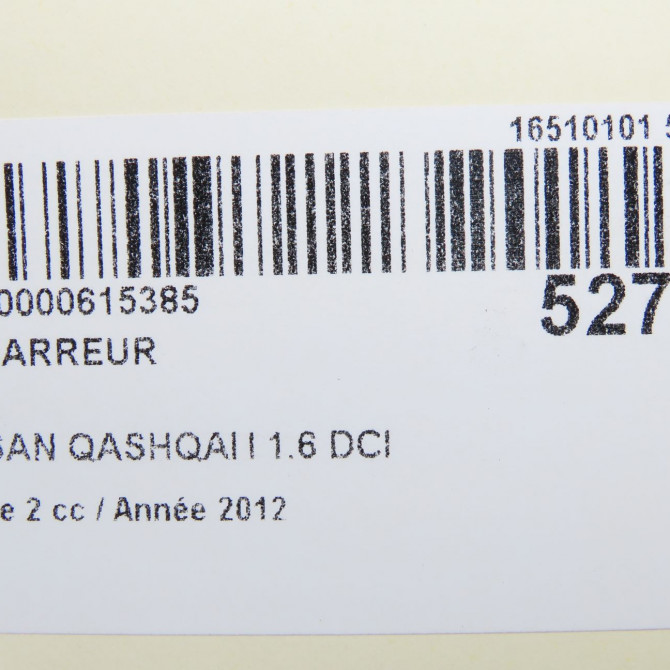 16510101 5
0000615385
527
ARREUR
SAN QASHQAI I 1.6 DCI
e 2 cc / Année 2012